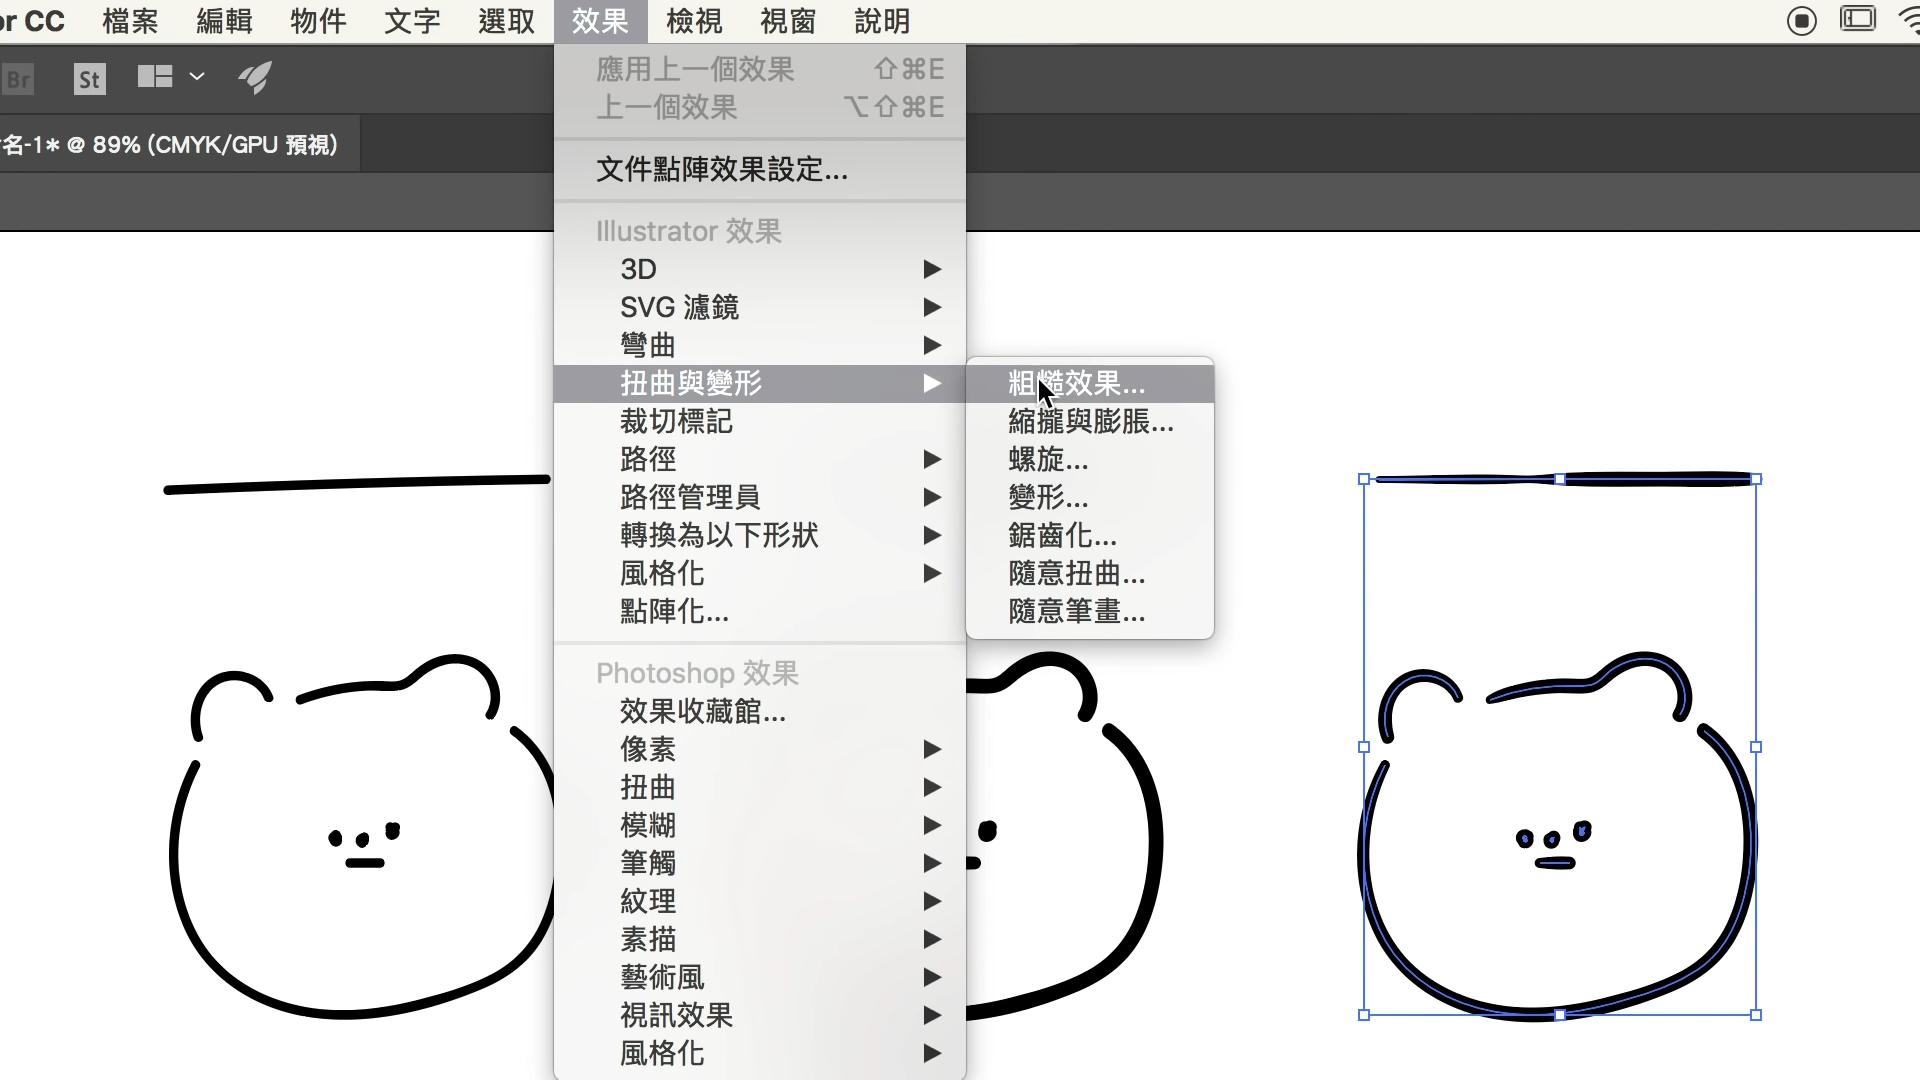 or CC 檔案 編輯 物件 文字 選取 效果 檢視 視窗 說明
Br St
名-1* @ 89% (CMYK/GPU 預視)
應用上一個效果 ⇧⌘E
上一個效果 ⌥⇧⌘E
文件點陣效果設定...
Illustrator 效果
3D
SVG 濾鏡
彎曲
扭曲與變形
裁切標記
路徑
路徑管理員
轉換為以下形狀
風格化
點陣化...
Photoshop 效果
效果收藏館...
像素
扭曲
模糊
筆觸
紋理
素描
藝術風
視訊效果
風格化
粗糙效果...
縮攏與膨脹...
螺旋...
變形...
鋸齒化...
隨意扭曲...
隨意筆畫...